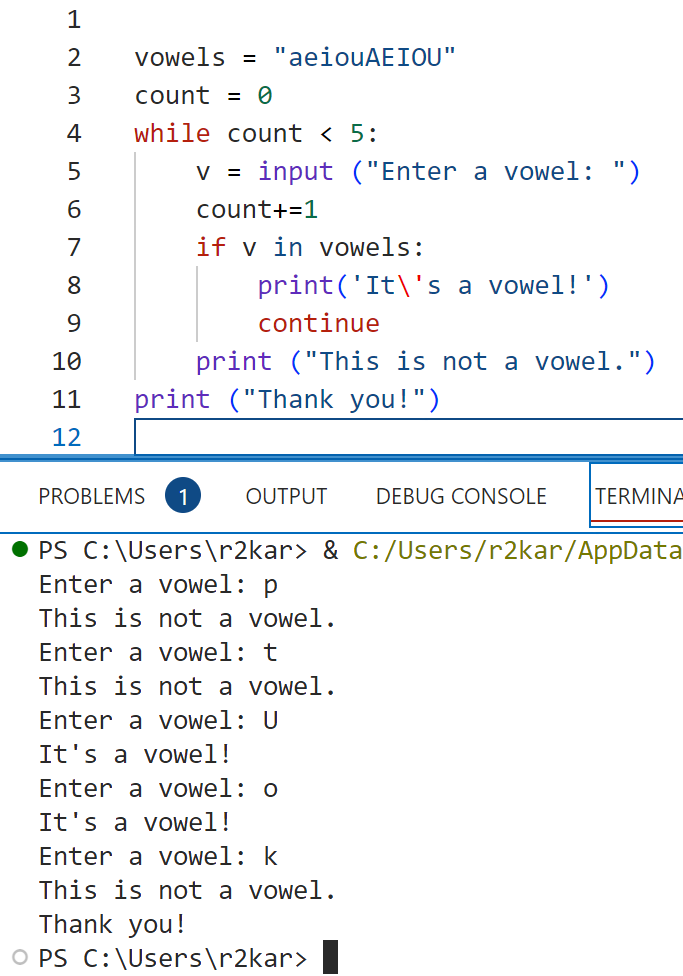 1
2 vowels = "aeiouAEIOU"
3 count = 0
4 while count < 5:
5     v = input ("Enter a vowel: ")
6     count+=1
7     if v in vowels:
8         print('It\'s a vowel!')
9         continue
10     print ("This is not a vowel.")
11 print ("Thank you!")
12
PROBLEMS 1 OUTPUT DEBUG CONSOLE TERMINA
PS C:\Users\r2kar> & C:/Users/r2kar/AppData
Enter a vowel: p
This is not a vowel.
Enter a vowel: t
This is not a vowel.
Enter a vowel: U
It's a vowel!
Enter a vowel: o
It's a vowel!
Enter a vowel: k
This is not a vowel.
Thank you!
PS C:\Users\r2kar>